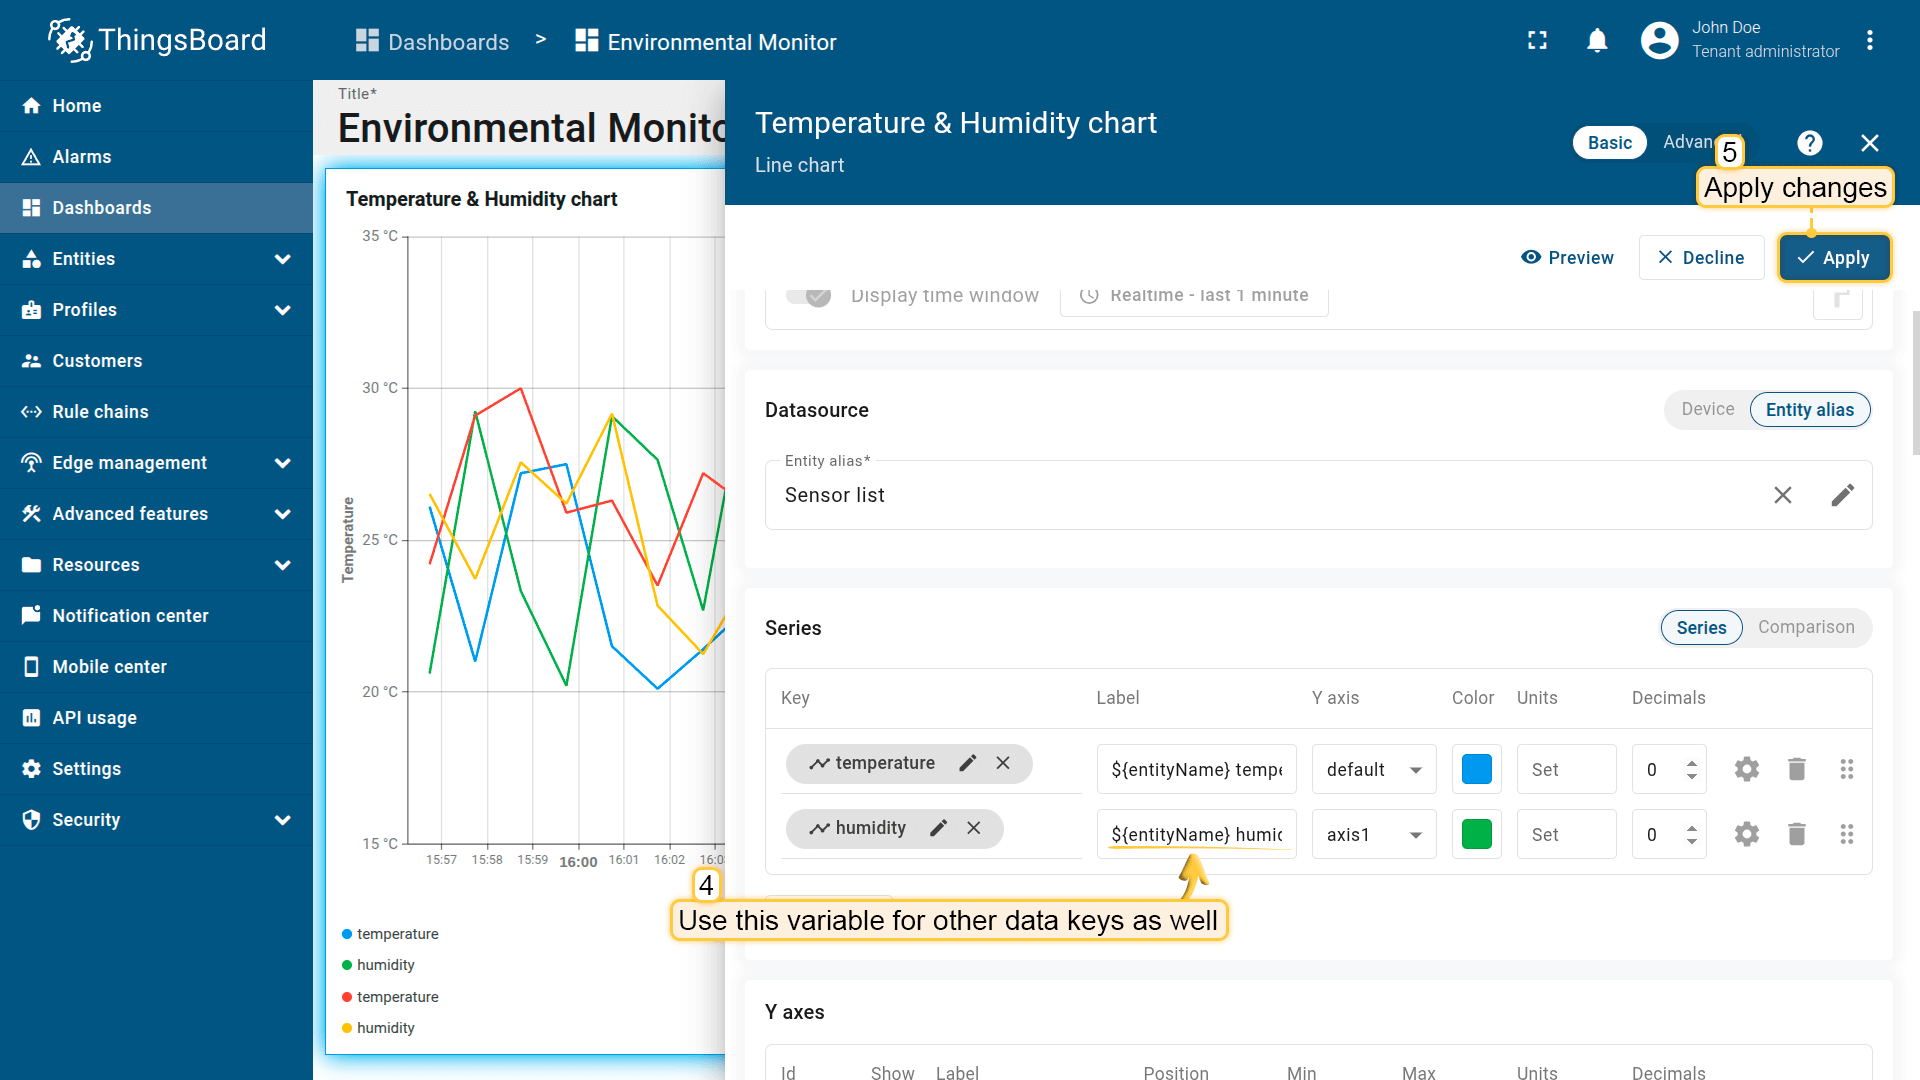 ThingsBoard
Dashboards > Environmental Monitor
John Doe
Tenant administrator
Home
Alarms
Dashboards
Entities
Profiles
Customers
Rule chains
Edge management
Advanced features
Resources
Notification center
Mobile center
API usage
Settings
Security
Title*
Environmental Monito
Temperature & Humidity chart
35 °C
30 °C
25 °C
20 °C
15 °C
Temperature
15:57 15:58 15:59 16:00 16:01 16:02 16:03
temperature
humidity
temperature
humidity
Temperature & Humidity chart
Line chart
Basic
Advan
5
Apply changes
Preview
Decline
Apply
Display time window
Realtime - last 1 minute
Datasource
Device
Entity alias
Entity alias*
Sensor list
Series
Series
Comparison
Key Label Y axis Color Units Decimals
temperature ${entityName} tempe default Set 0
humidity ${entityName} humic axis1 Set 0
4
Use this variable for other data keys as well
Y axes
Id Show Label Position Min Max Units Decimals